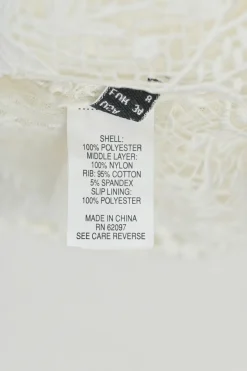 SHELL:
100% POLYESTER
MIDDLE LAYER:
100% NYLON
RIB: 95% COTTON
5% SPANDEX
SLIP LINING:
100% POLYESTER
MADE IN CHINA
RN 62097
SEE CARE REVERSE